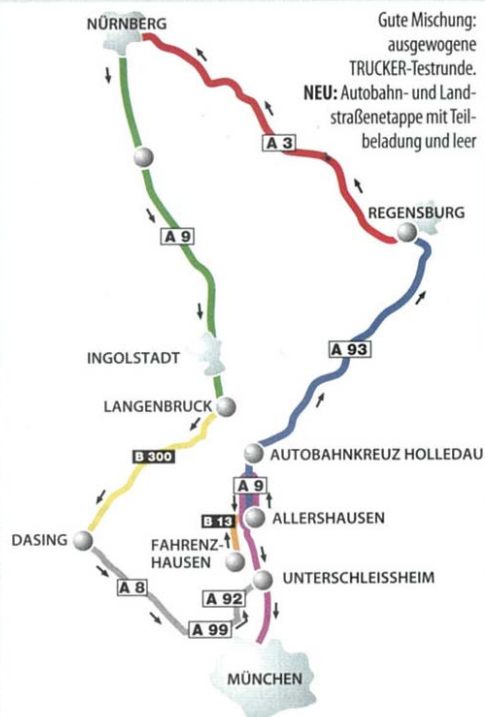 NÜRNBERG
Gute Mischung:
ausgewogene
TRUCKER-Testrunde.
NEU: Autobahn- und Land-
straßenetappe mit Teil-
beladung und leer
A 3
REGENSBURG
A 9
A 93
INGOLSTADT
LANGENBRUCK
B 300
AUTOBAHNKREUZ HOLLEDAU
A 9
B 13
ALLERSHAUSEN
DASING
FAHRENZ-
HAUSEN
UNTERSCHLEISSHEIM
A 8
A 92
A 99
MÜNCHEN